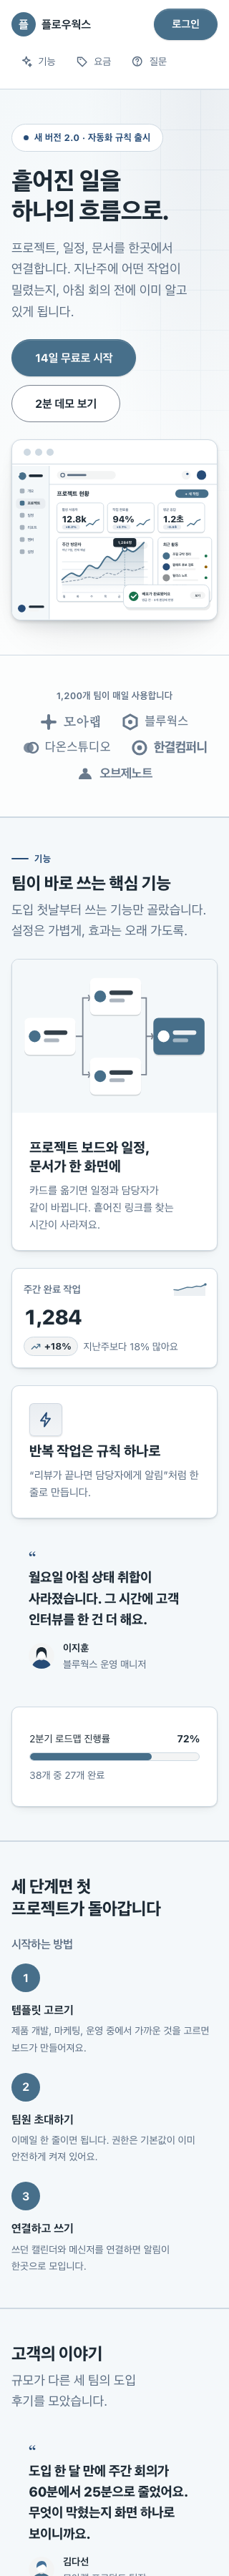 플 플로우웍스
로그인
기능 요금 질문
새 버전 2.0 · 자동화 규칙 출시
흩어진 일을
하나의 흐름으로.
프로젝트, 일정, 문서를 한곳에서
연결합니다. 지난주에 어떤 작업이
밀렸는지, 아침 회의 전에 이미 알고
있게 됩니다.
14일 무료로 시작
2분 데모 보기
프로젝트 현황
12.8k 94% 1.2초
1,200개 팀이 매일 사용합니다
모아랩 블루웍스
다온스튜디오 한결컴퍼니
오브제노트
기능
팀이 바로 쓰는 핵심 기능
도입 첫날부터 쓰는 기능만 골랐습니다.
설정은 가볍게, 효과는 오래 가도록.
프로젝트 보드와 일정,
문서가 한 화면에
카드를 옮기면 일정과 담당자가
같이 바뀝니다. 흩어진 링크를 찾는
시간이 사라져요.
주간 완료 작업
1,284
+18% 지난주보다 18% 많아요
반복 작업은 규칙 하나로
“리뷰가 끝나면 담당자에게 알림”처럼 한
줄로 만듭니다.
“
월요일 아침 상태 취합이
사라졌습니다. 그 시간에 고객
인터뷰를 한 건 더 해요.
이지훈
블루웍스 운영 매니저
2분기 로드맵 진행률 72%
38개 중 27개 완료
세 단계면 첫
프로젝트가 돌아갑니다
시작하는 방법
1
템플릿 고르기
제품 개발, 마케팅, 운영 중에서 가까운 것을 고르면
보드가 만들어져요.
2
팀원 초대하기
이메일 한 줄이면 됩니다. 권한은 기본값이 이미
안전하게 켜져 있어요.
3
연결하고 쓰기
쓰던 캘린더와 메신저를 연결하면 알림이
한곳으로 모입니다.
고객의 이야기
규모가 다른 세 팀의 도입
후기를 모았습니다.
“
도입 한 달 만에 주간 회의가
60분에서 25분으로 줄었어요.
무엇이 막혔는지 화면 하나로
보이니까요.
김다선